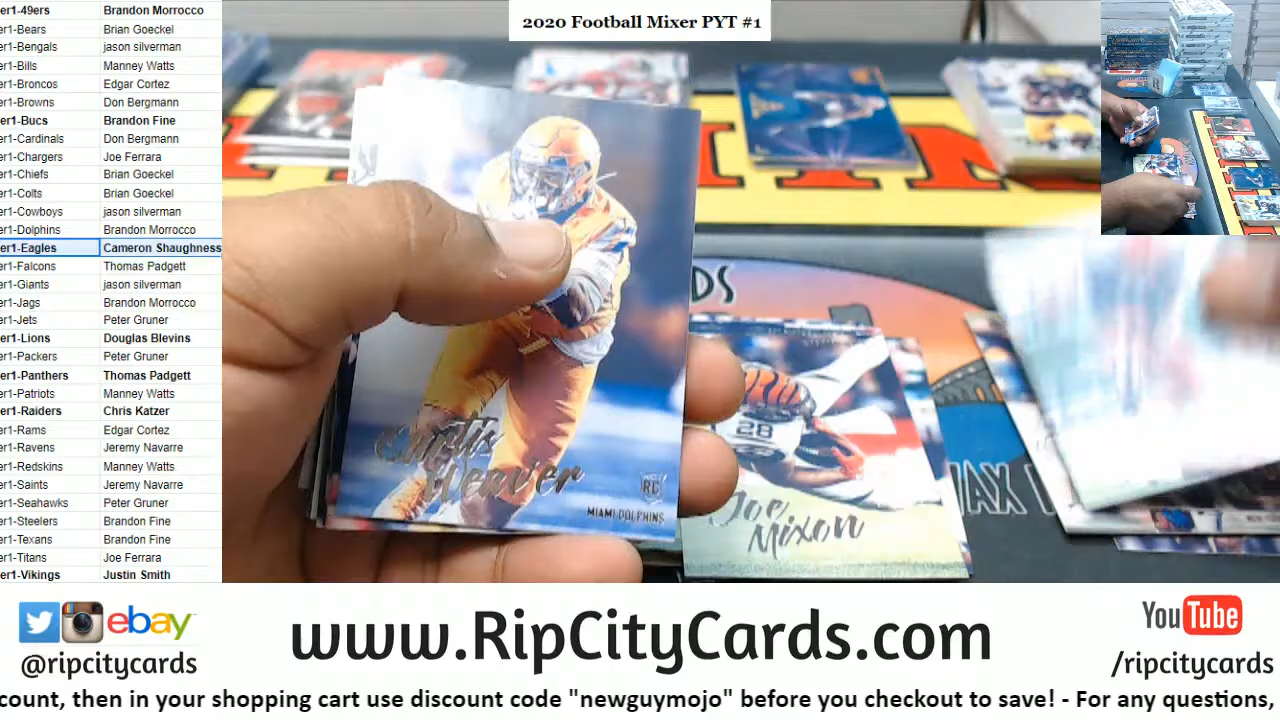 2020 Football Mixer PYT #1
er1-49ers Brandon Morrocco
er1-Bears Brian Goeckel
er1-Bengals jason silverman
er1-Bills Manney Watts
er1-Broncos Edgar Cortez
er1-Browns Don Bergmann
er1-Bucs Brandon Fine
er1-Cardinals Don Bergmann
er1-Chargers Joe Ferrara
er1-Chiefs Brian Goeckel
er1-Colts Brian Goeckel
er1-Cowboys jason silverman
er1-Dolphins Brandon Morrocco
er1-Eagles Cameron Shaughness
er1-Falcons Thomas Padgett
er1-Giants jason silverman
er1-Jags Brandon Morrocco
er1-Jets Peter Gruner
er1-Lions Douglas Blevins
er1-Packers Peter Gruner
er1-Panthers Thomas Padgett
er1-Patriots Manney Watts
er1-Raiders Chris Katzer
er1-Rams Edgar Cortez
er1-Ravens Jeremy Navarre
er1-Redskins Manney Watts
er1-Saints Jeremy Navarre
er1-Seahawks Peter Gruner
er1-Steelers Brandon Fine
er1-Texans Brandon Fine
er1-Titans Joe Ferrara
er1-Vikings Justin Smith
Curtis
Weaver
RC
MIAMI DOLPHINS
DS
28
Joe
Mixon
ebay
@ripcitycards
www.RipCityCards.com
YouTube
/ripcitycards
count, then in your shopping cart use discount code "newguymojo" before you checkout to save! - For any questions,